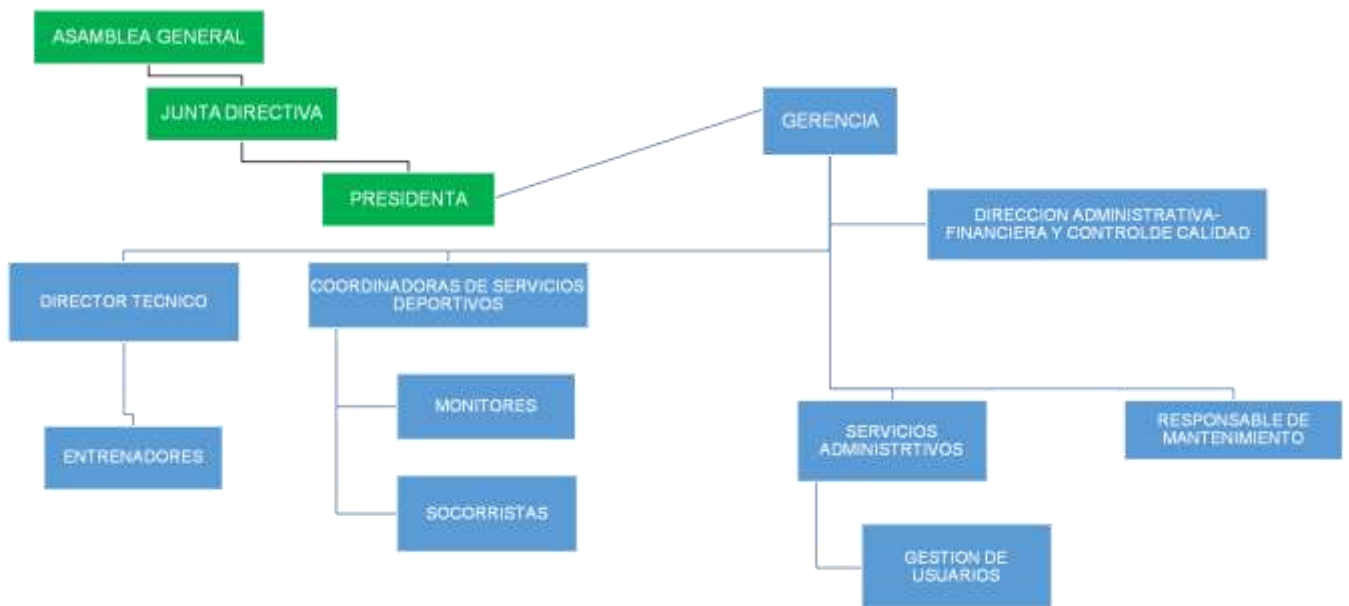 ASAMBLEA GENERAL
JUNTA DIRECTIVA
GERENCIA
PRESIDENTA
DIRECCION ADMINISTRATIVA-
FINANCIERA Y CONTROLDE CALIDAD
DIRECTOR TECNICO
COORDINADORAS DE SERVICIOS
DEPORTIVOS
MONITORES
SERVICIOS
ADMINISTRTIVOS
RESPONSABLE DE
MANTENIMIENTO
ENTRENADORES
SOCORRISTAS
GESTION DE
USUARIOS